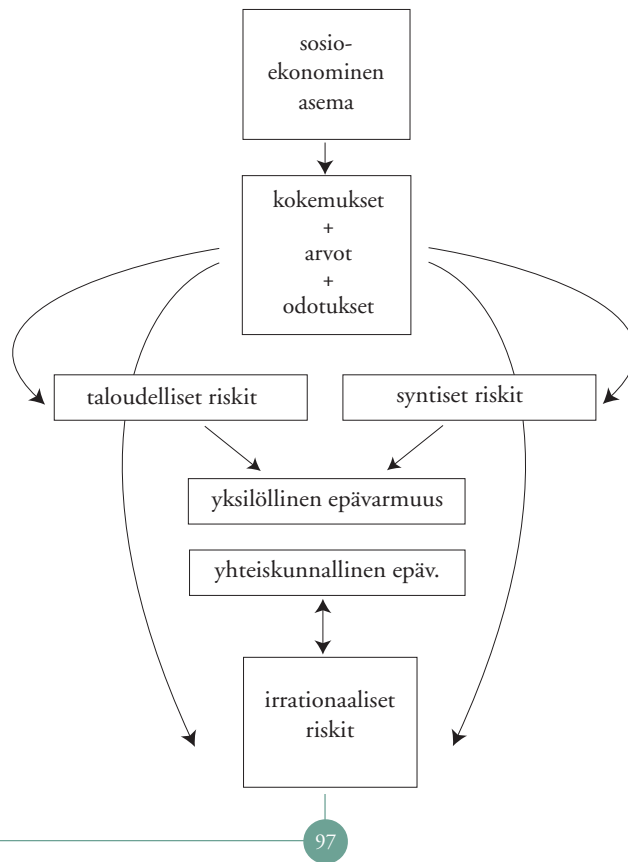 sosio-
ekonominen
asema
kokemukset
+
arvot
+
odotukset
taloudelliset riskit
syntiset riskit
yksilöllinen epävarmuus
yhteiskunnallinen epäv.
irrationaaliset
riskit
97